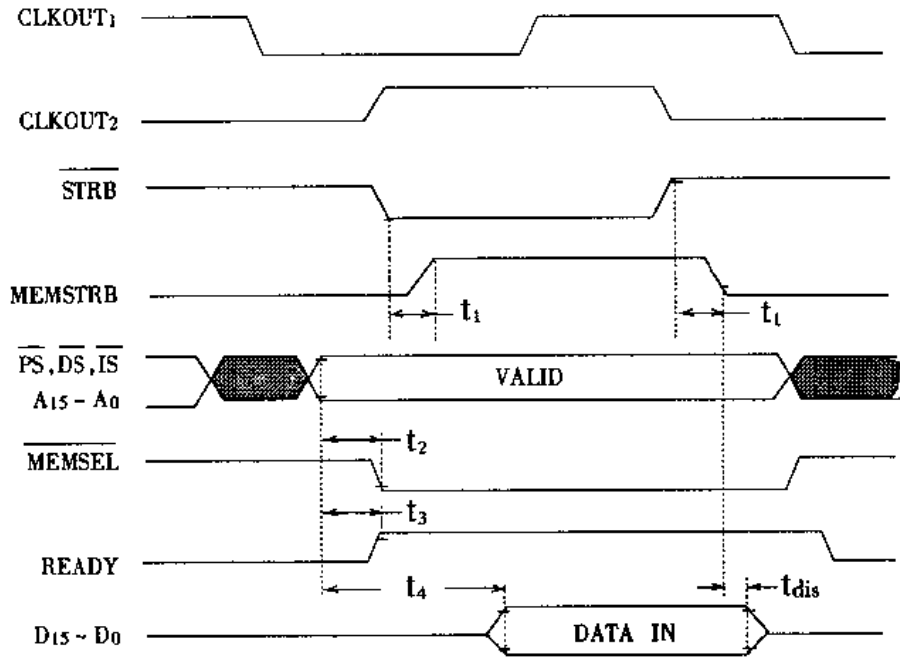 CLKOUT₁
CLKOUT₂
STRB
MEMSTRB
t₁
t₁
PS, DS, IS
A₁₅ ~ A₀
VALID
t₂
MEMSEL
t₃
READY
t₄
tdis
D₁₅ ~ D₀
DATA IN